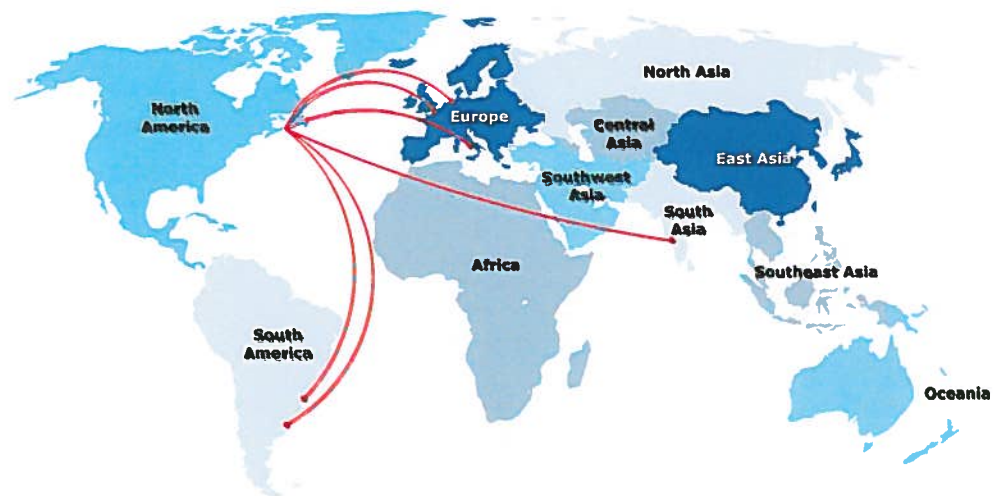 North Asia
North
America
Europe
Central
Asia
East Asia
Southwest
Asia
South
Asia
Africa
Southeast Asia
South
America
Oceania